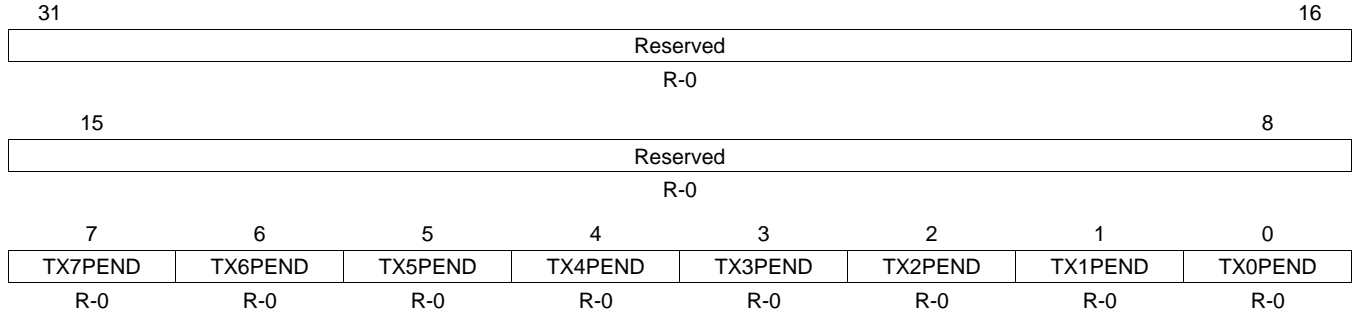 31 16
Reserved
R-0
15 8
Reserved
R-0
7 6 5 4 3 2 1 0
TX7PEND TX6PEND TX5PEND TX4PEND TX3PEND TX2PEND TX1PEND TX0PEND
R-0 R-0 R-0 R-0 R-0 R-0 R-0 R-0